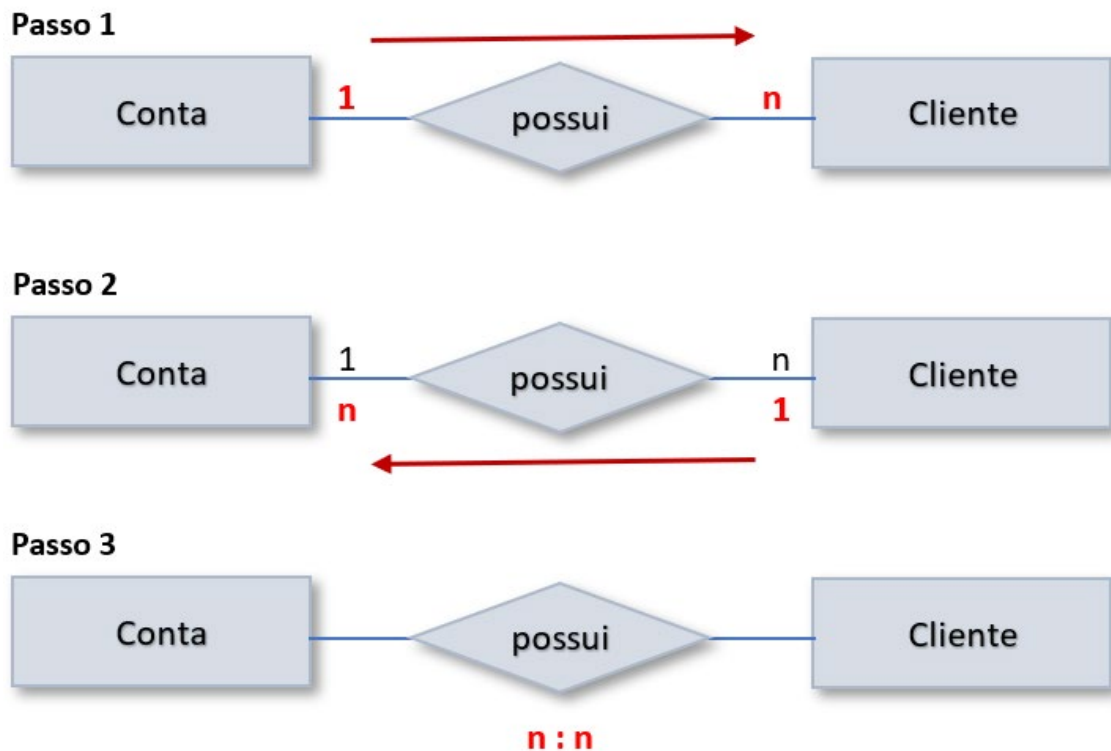 Passo 1
Conta 1 possui n Cliente
Passo 2
Conta 1 possui n Cliente
n 1
Passo 3
Conta possui Cliente
n : n